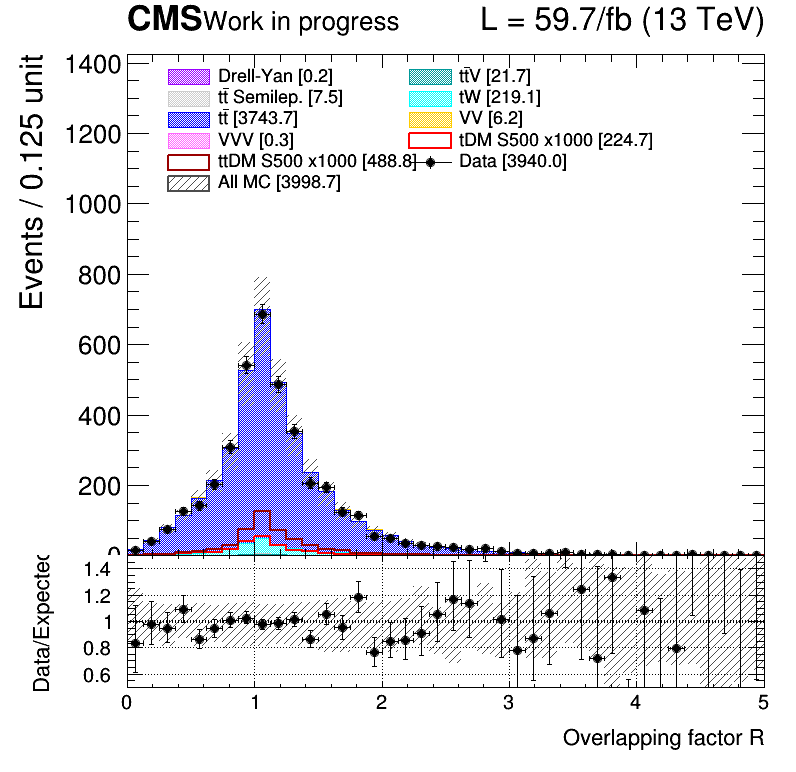 CMS Work in progress L = 59.7/fb (13 TeV)
Events / 0.125 unit
1400
1200
1000
800
600
400
200
0
Drell-Yan [0.2]
tt̄V [21.7]
tt̄ Semilep. [7.5]
tW [219.1]
tt̄ [3743.7]
VV [6.2]
VVV [0.3]
tDM S500 x1000 [224.7]
ttDM S500 x1000 [488.8]
Data [3940.0]
All MC [3998.7]
Data/Expected
1.4
1.2
1
0.8
0.6
0 1 2 3 4 5
Overlapping factor R